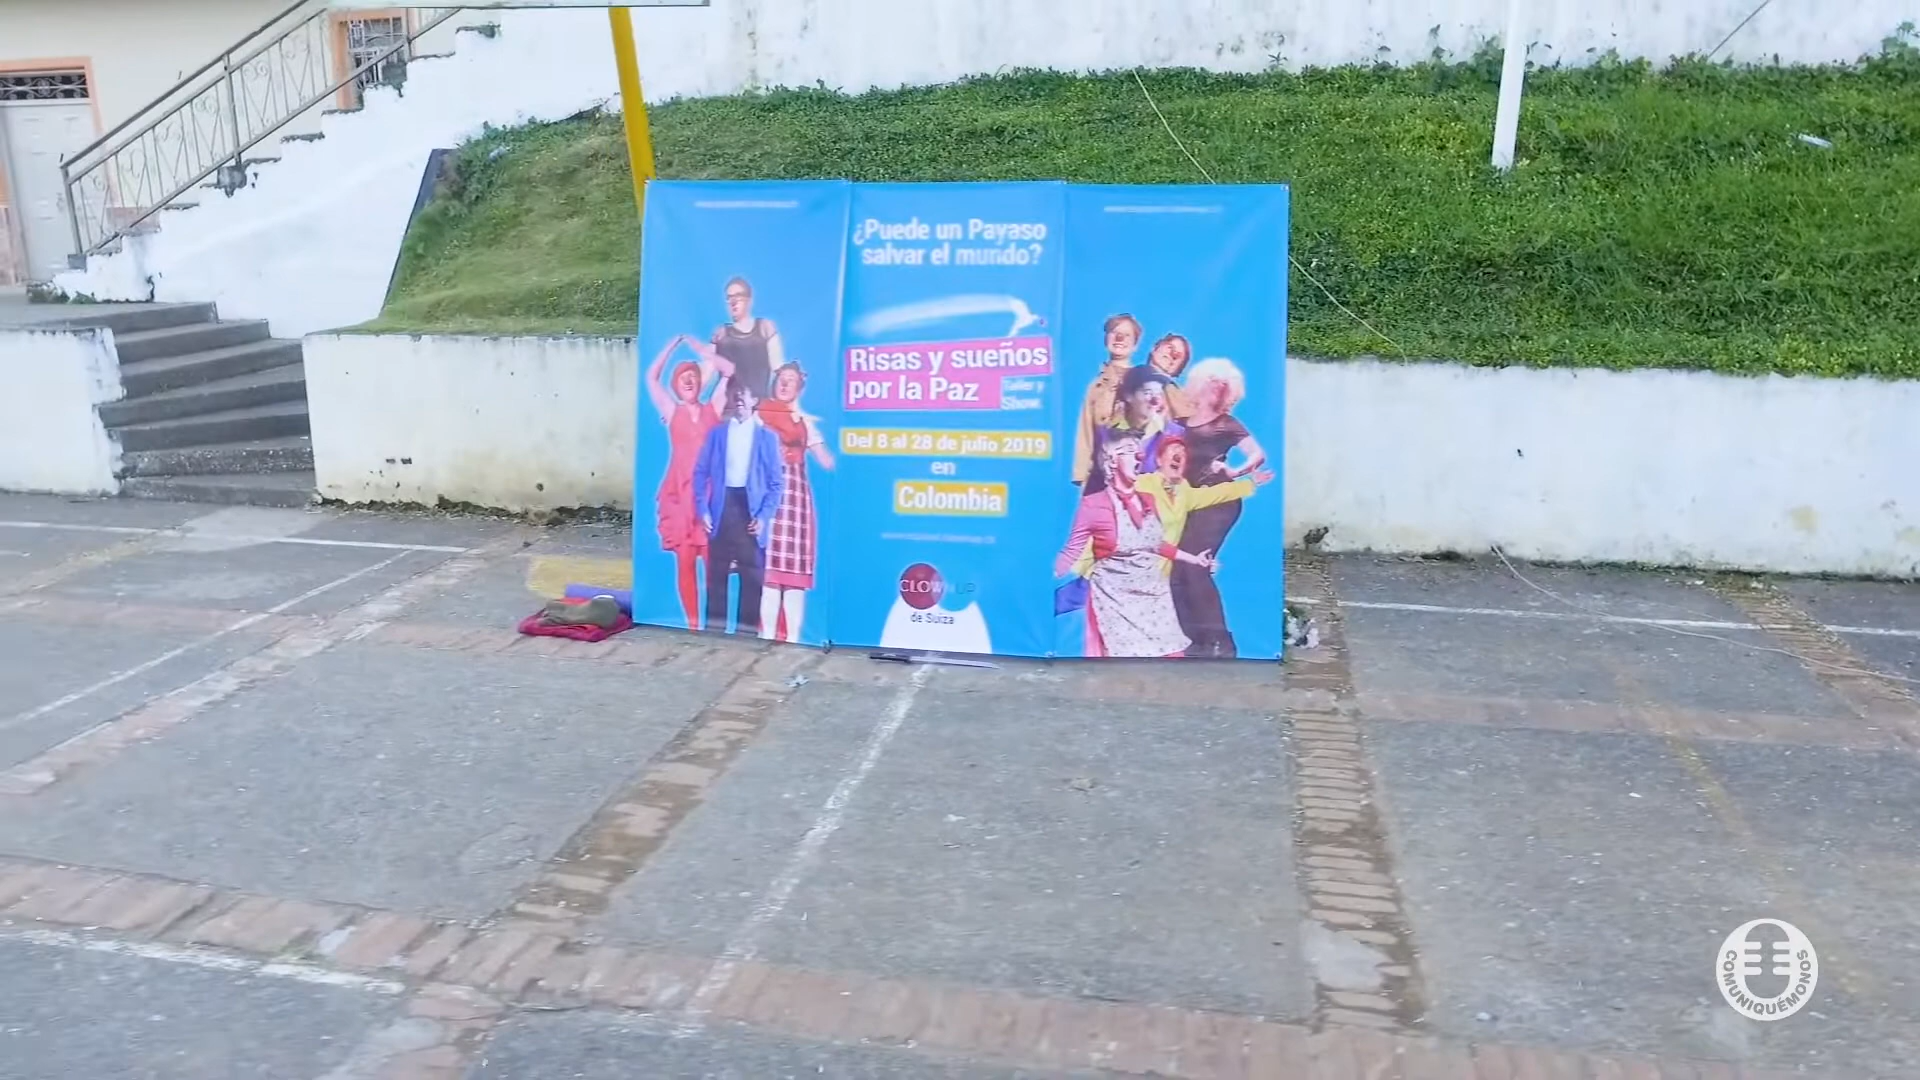 ¿Puede un Payaso
salvar el mundo?
Risas y sueños
por la Paz
Taller y
Show
Del 8 al 28 de julio 2019
en
Colombia
CLOWNUP
de Suiza
COMUNIQUÉMONOS